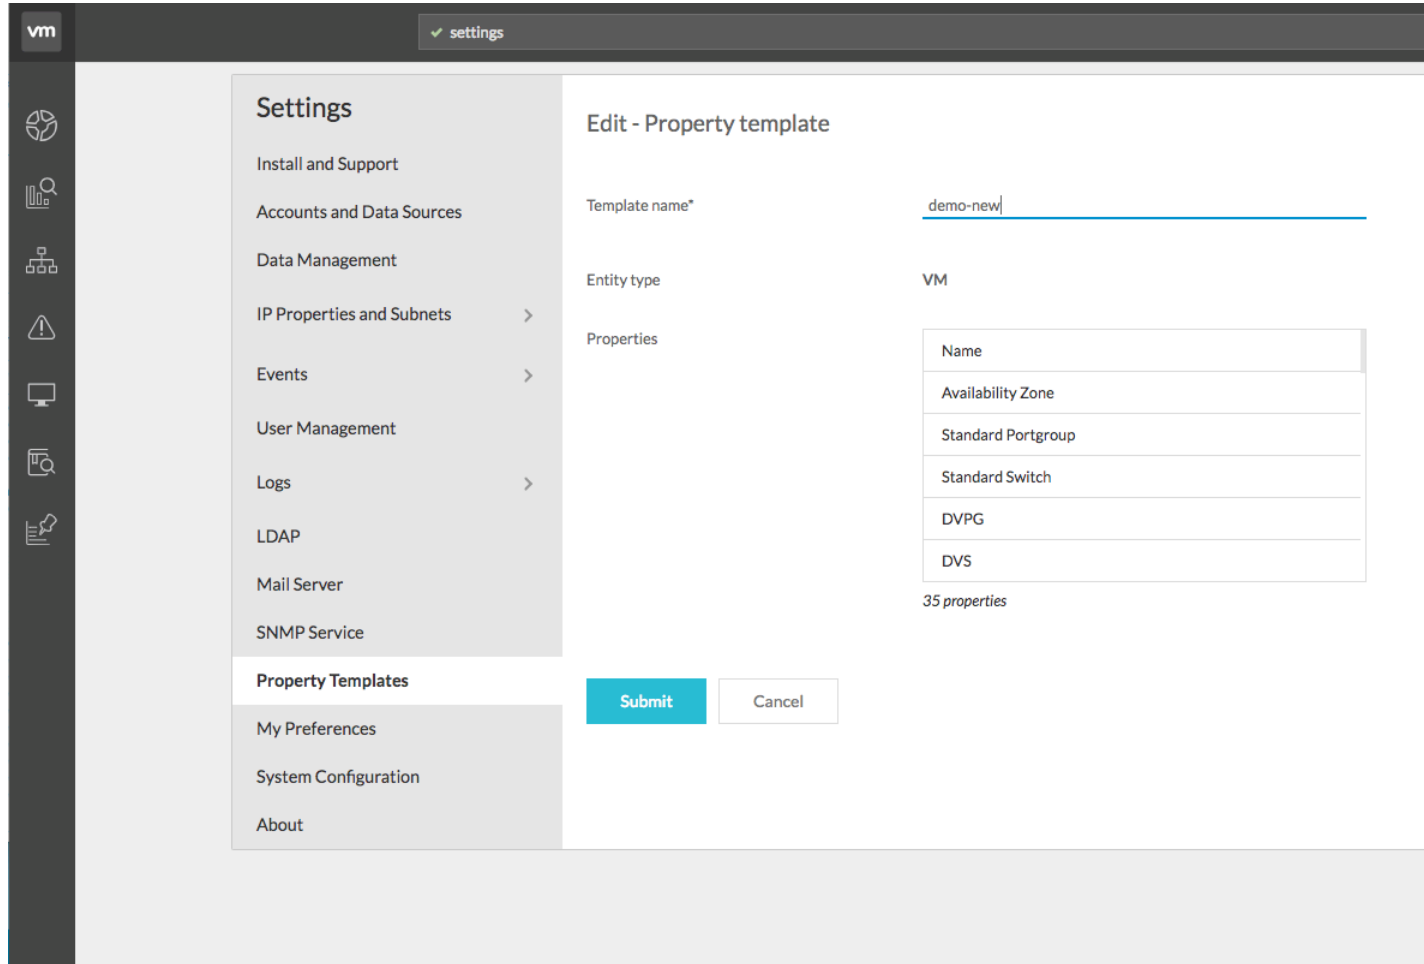 vm
settings
Settings
Install and Support
Accounts and Data Sources
Data Management
IP Properties and Subnets
Events
User Management
Logs
LDAP
Mail Server
SNMP Service
Property Templates
My Preferences
System Configuration
About
Edit - Property template
Template name* demo-new
Entity type VM
Properties
Name
Availability Zone
Standard Portgroup
Standard Switch
DVPG
DVS
35 properties
Submit Cancel